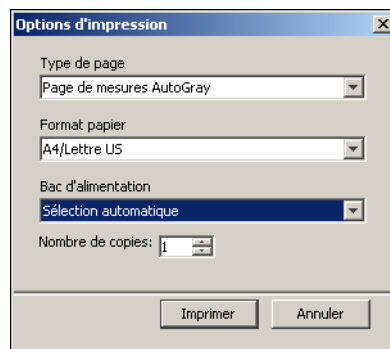 Options d'impression
Type de page
Page de mesures AutoGray
Format papier
A4/Lettre US
Bac d'alimentation
Sélection automatique
Nombre de copies: 1
Imprimer Annuler